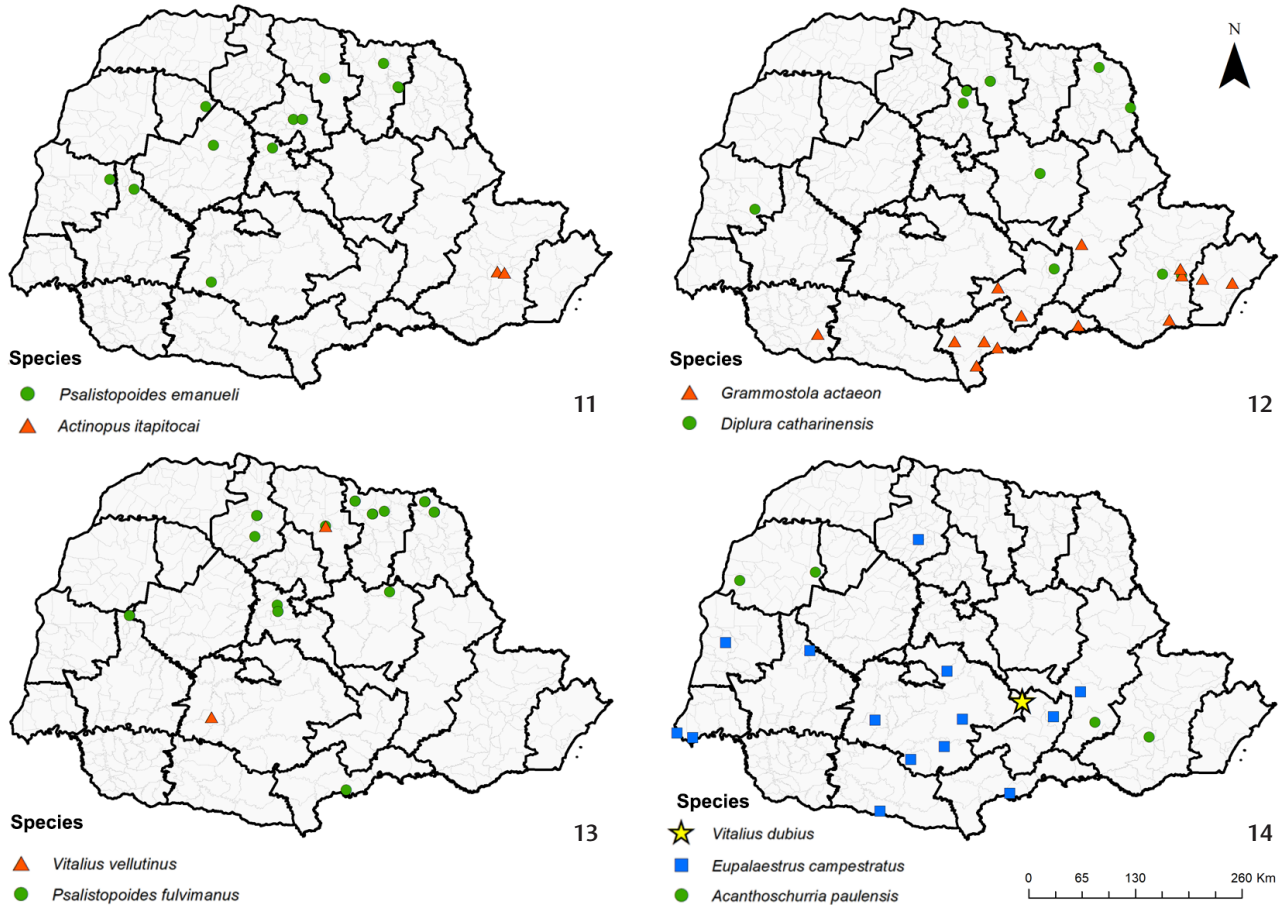 Species
Psalistopoides emanueli
Actinopus itapitocai
11
N
Species
Grammostola actaeon
Diplura catharinensis
12
Species
Vitalius vellutinus
Psalistopoides fulvimanus
13
Species
Vitalius dubius
Eupalaestrus campestratus
Acanthoschurria paulensis
14
0 65 130 260 Km